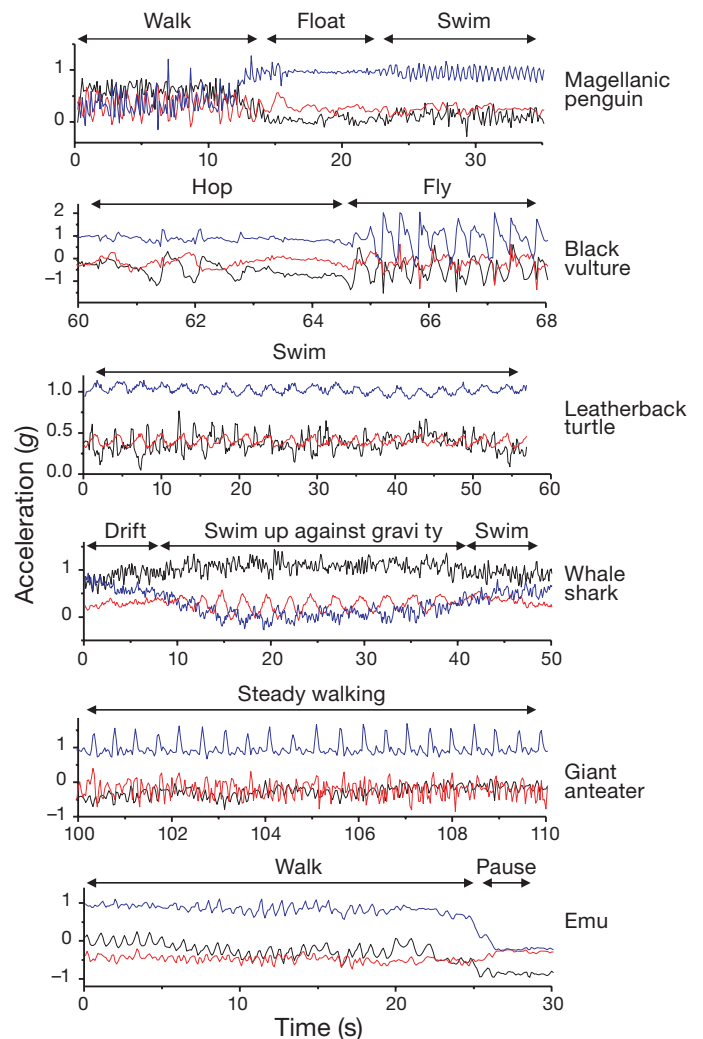 Walk Float Swim
1
0
Magellanic
penguin
0 10 20 30
Hop Fly
2
1
0
−1
Black
vulture
60 62 64 66 68
Swim
1.0
0.5
0.0
Leatherback
turtle
0 10 20 30 40 50 60
Acceleration (g)
Drift Swim up against gravi ty Swim
1
0
Whale
shark
0 10 20 30 40 50
Steady walking
1
0
−1
Giant
anteater
100 102 104 106 108 110
Walk Pause
1
0
−1
Emu
0 10 20 30
Time (s)